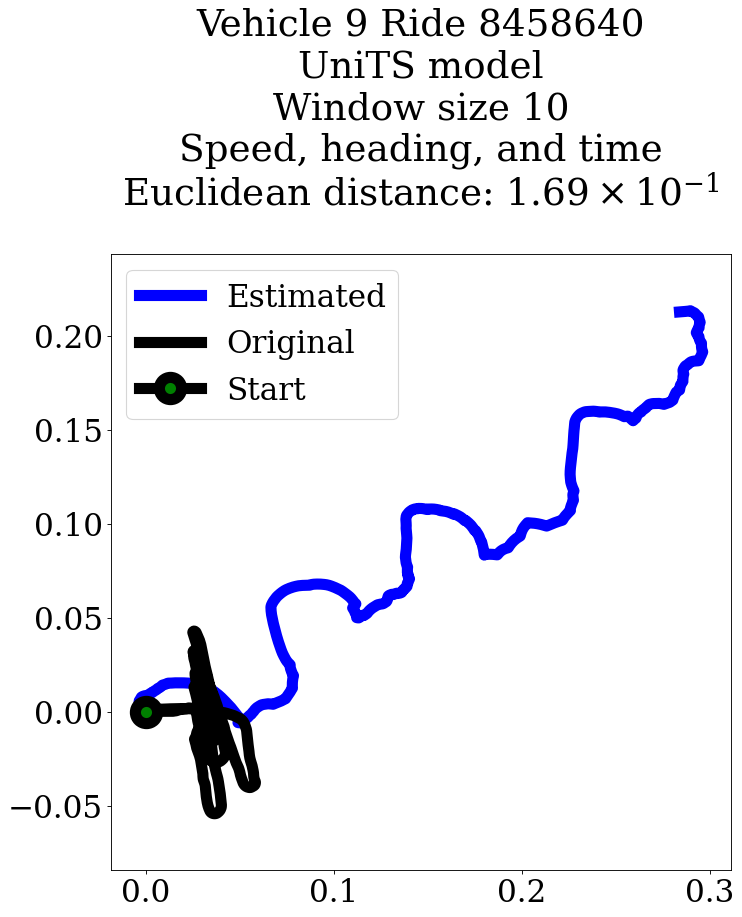 Vehicle 9 Ride 8458640
UniTS model
Window size 10
Speed, heading, and time
Euclidean distance: 1.69 × 10⁻¹
Estimated
Original
Start
0.20
0.15
0.10
0.05
0.00
−0.05
0.0 0.1 0.2 0.3